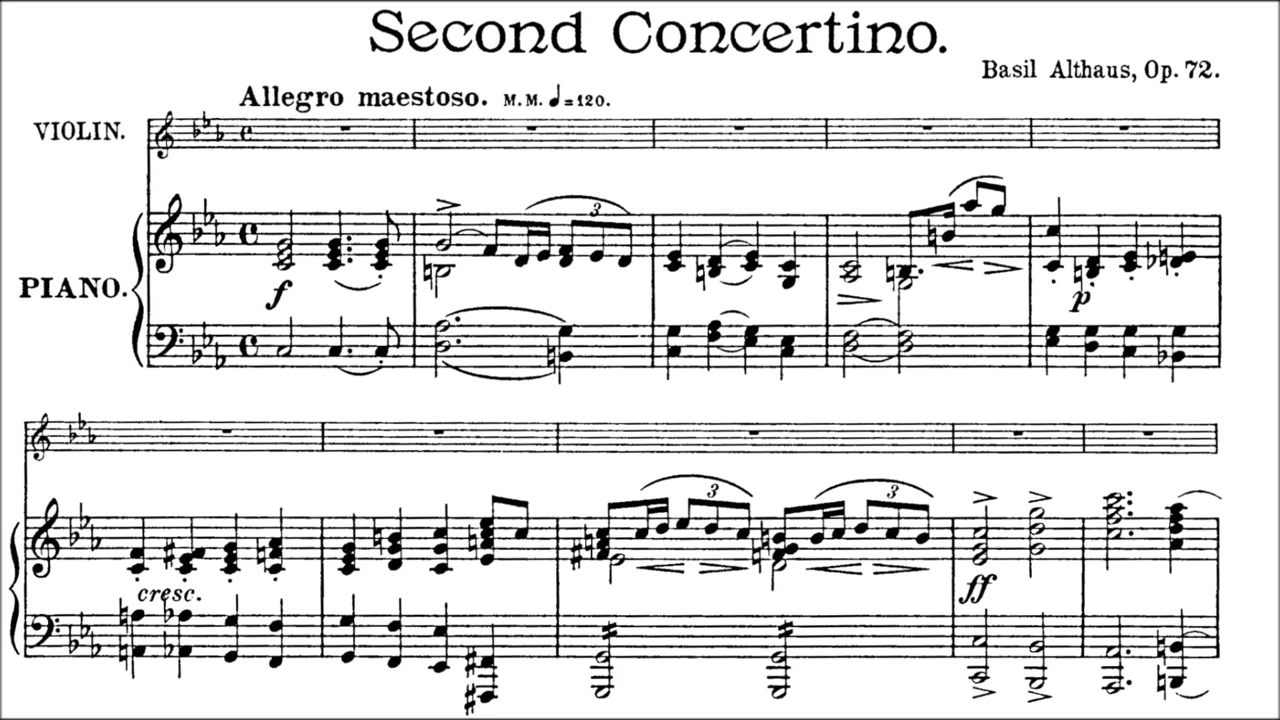 Second Concertino.
Basil Althaus, Op. 72.
Allegro maestoso. M.M. 𝅗𝅥=120.
VIOLIN.
PIANO.
3
f
p
cresc.
3
3
ff